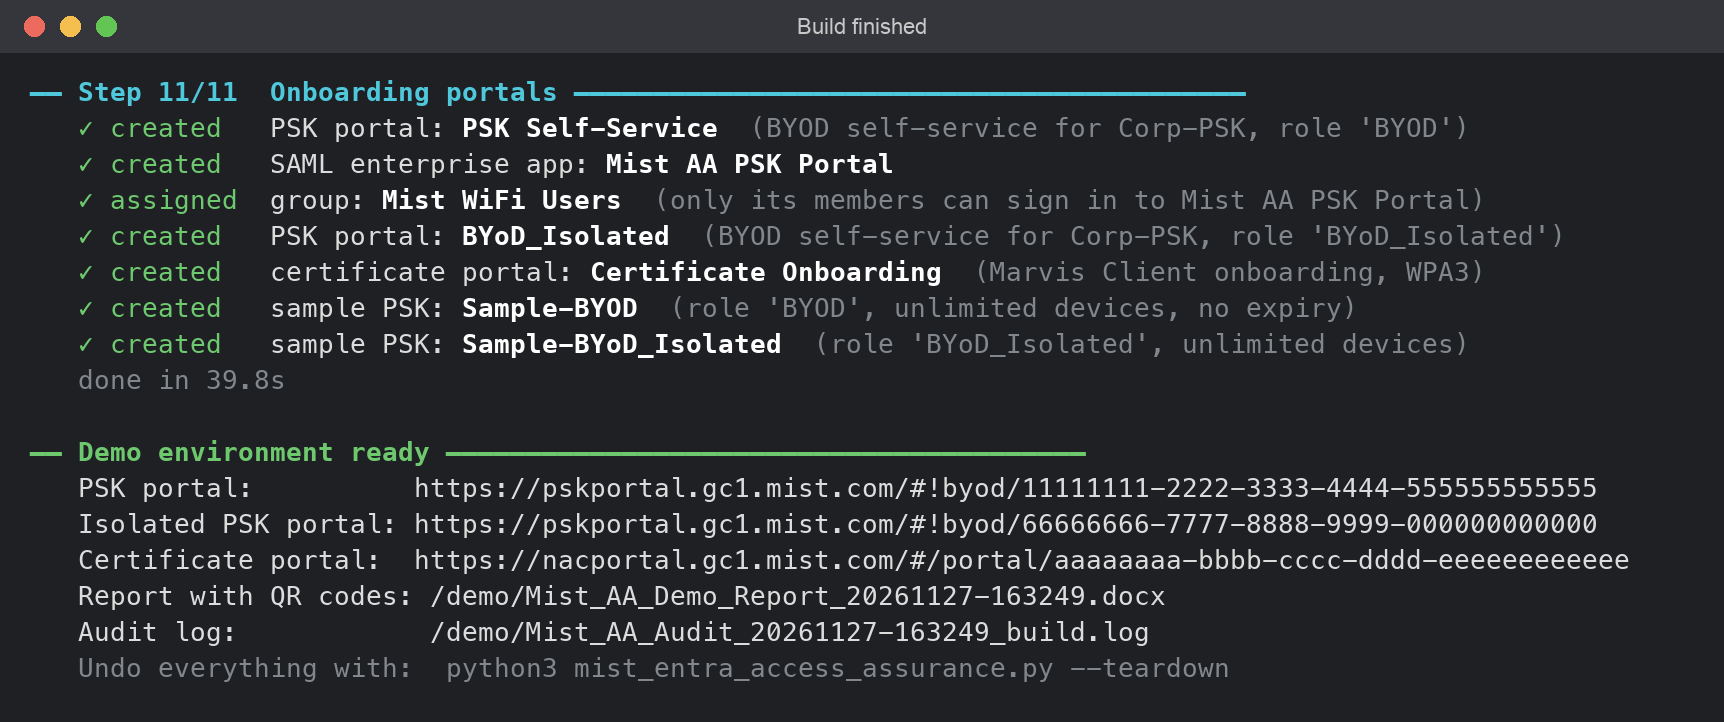 Build finished
── Step 11/11  Onboarding portals ──────────────────────────────────────────
✓ created   PSK portal: PSK Self-Service  (BYOD self-service for Corp-PSK, role 'BYOD')
✓ created   SAML enterprise app: Mist AA PSK Portal
✓ assigned  group: Mist WiFi Users  (only its members can sign in to Mist AA PSK Portal)
✓ created   PSK portal: BYoD_Isolated  (BYOD self-service for Corp-PSK, role 'BYoD_Isolated')
✓ created   certificate portal: Certificate Onboarding  (Marvis Client onboarding, WPA3)
✓ created   sample PSK: Sample-BYOD  (role 'BYOD', unlimited devices, no expiry)
✓ created   sample PSK: Sample-BYoD_Isolated  (role 'BYoD_Isolated', unlimited devices)
done in 39.8s
── Demo environment ready ────────────────────────────────────────
PSK portal:          https://pskportal.gc1.mist.com/#!byod/11111111-2222-3333-4444-555555555555
Isolated PSK portal: https://pskportal.gc1.mist.com/#!byod/66666666-7777-8888-9999-000000000000
Certificate portal:  https://nacportal.gc1.mist.com/#/portal/aaaaaaaa-bbbb-cccc-dddd-eeeeeeeeeeee
Report with QR codes: /demo/Mist_AA_Demo_Report_20261127-163249.docx
Audit log:            /demo/Mist_AA_Audit_20261127-163249_build.log
Undo everything with:  python3 mist_entra_access_assurance.py --teardown